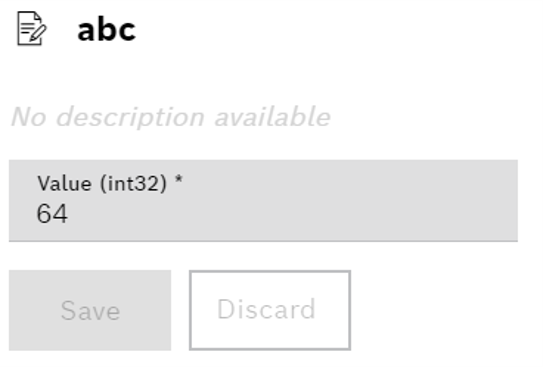 abc
No description available
Value (int32) *
64
Save
Discard